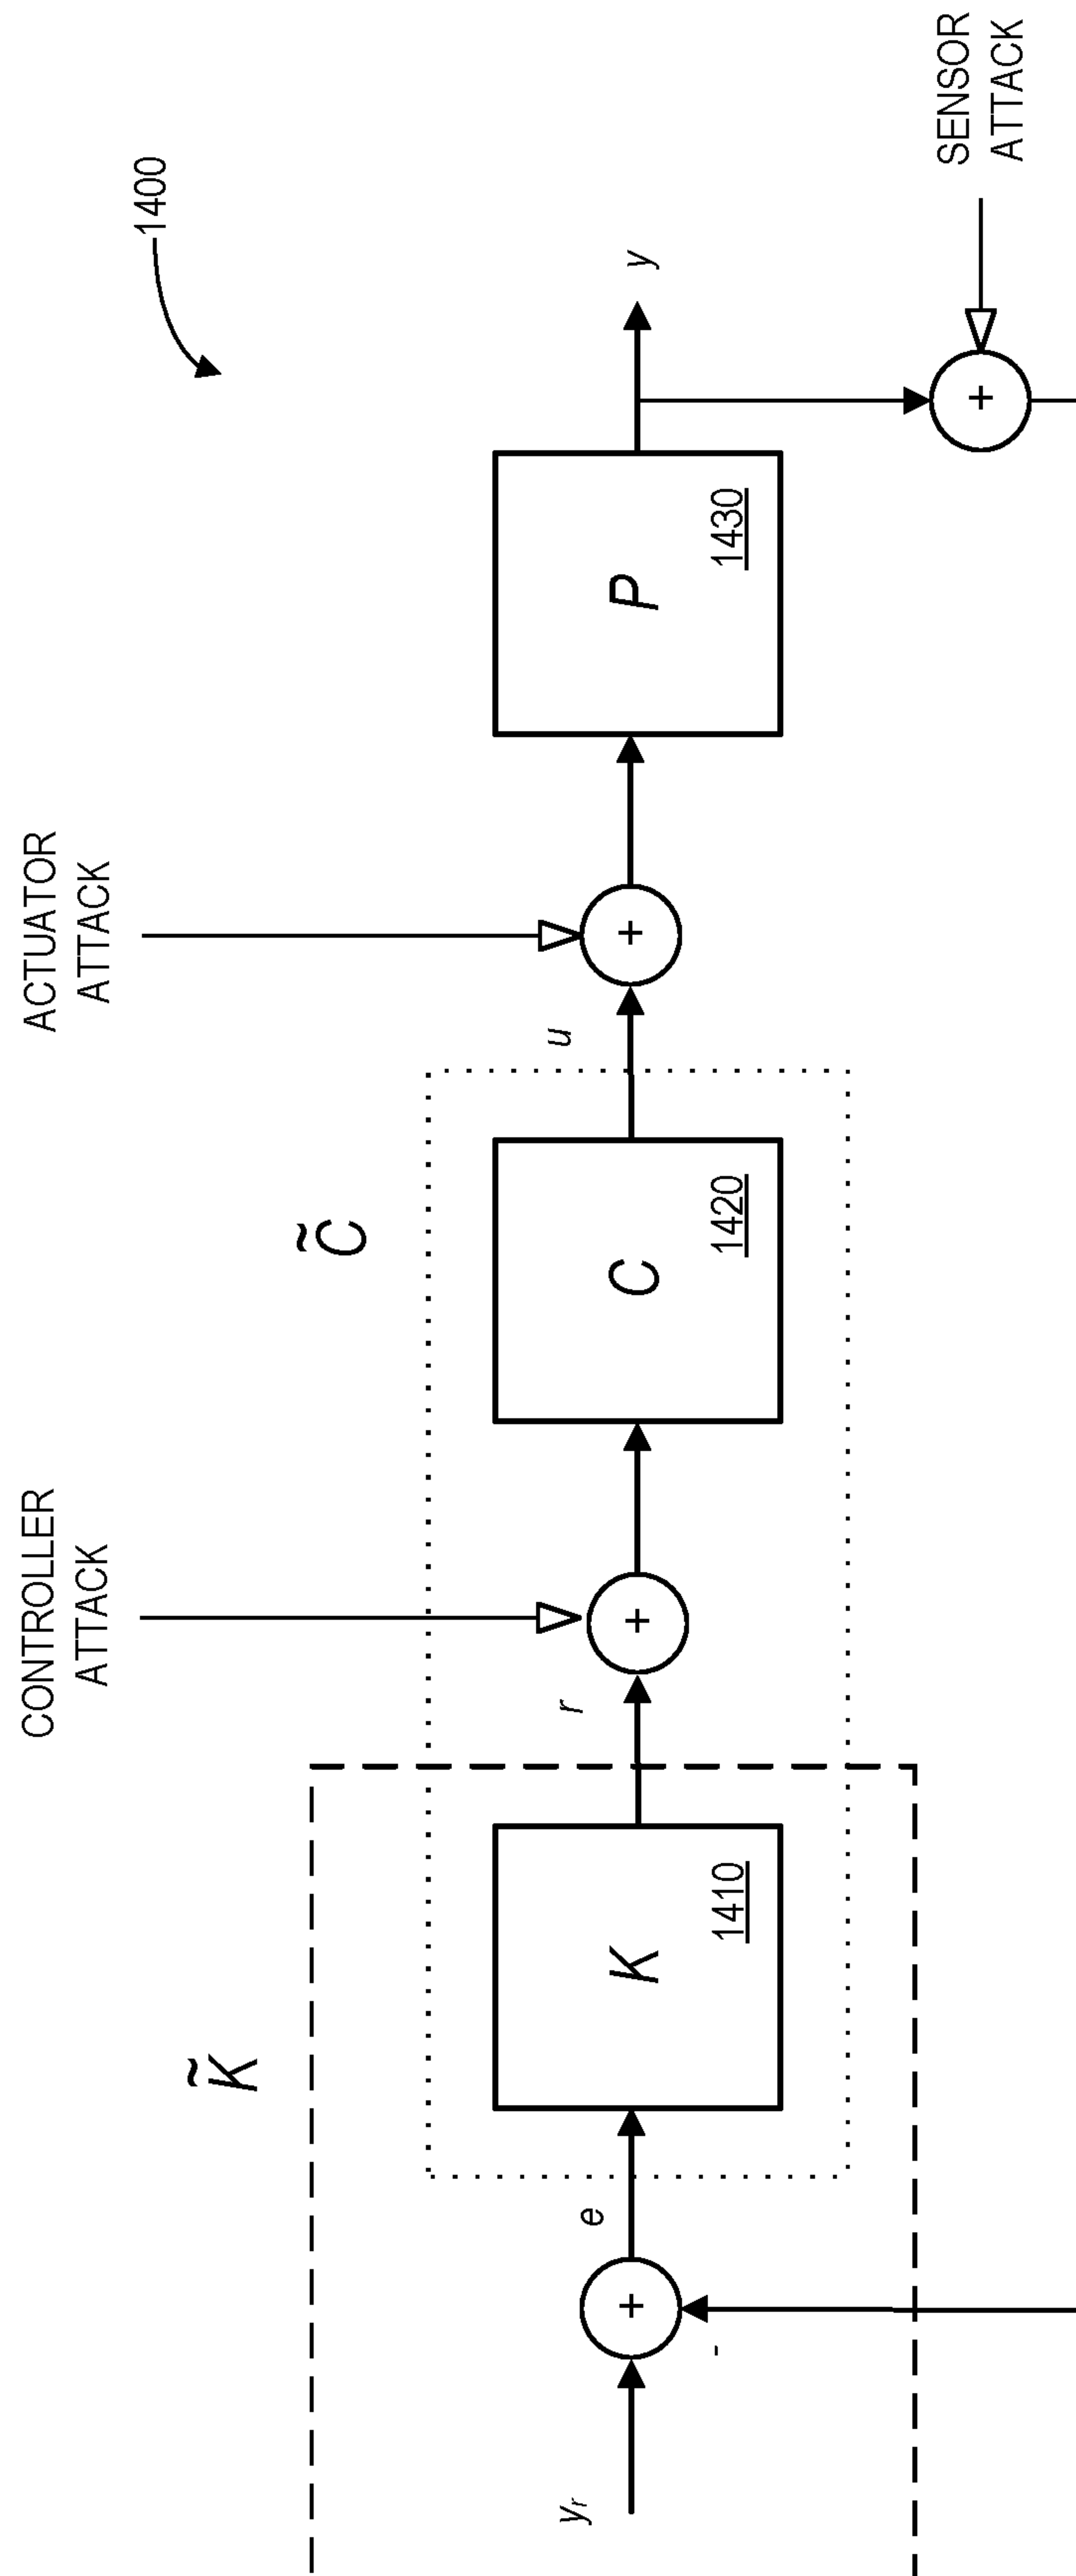 1400
CONTROLLER
ATTACK
ACTUATOR
ATTACK
SENSOR
ATTACK
K̃
C̃
yr
+
-
e
K
1410
r
+
C
1420
u
+
P
1430
y
+